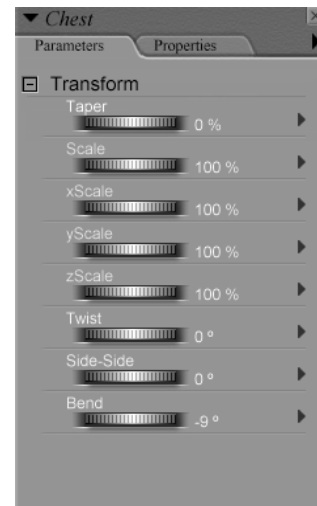 Chest
Parameters Properties
Transform
Taper
0 %
Scale
100 %
xScale
100 %
yScale
100 %
zScale
100 %
Twist
0 °
Side-Side
0 °
Bend
-9 °